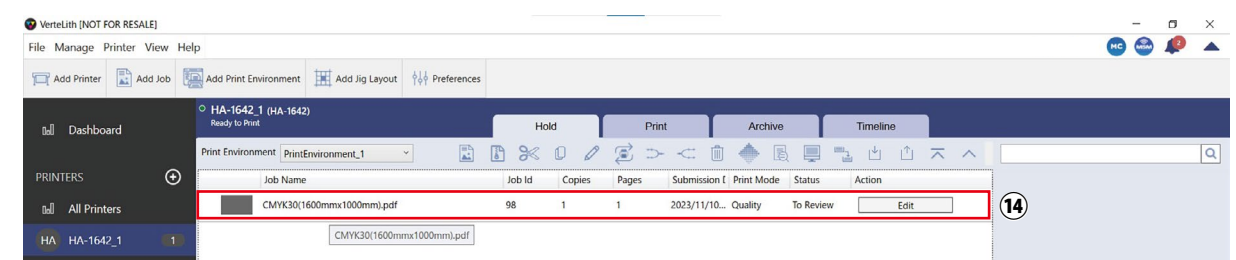 VerteLith [NOT FOR RESALE]
File Manage Printer View Help
HC MSM 2
Add Printer Add Job Add Print Environment Add Jig Layout Preferences
HA-1642_1 (HA-1642)
Ready to Print
Hold Print Archive Timeline
Dashboard
Print Environment PrintEnvironment_1
PRINTERS
Job Name Job Id Copies Pages Submission Print Mode Status Action
All Printers
CMYK30(1600mmx1000mm).pdf 98 1 1 2023/11/10... Quality To Review Edit
14
HA HA-1642_1 1
CMYK30(1600mmx1000mm).pdf